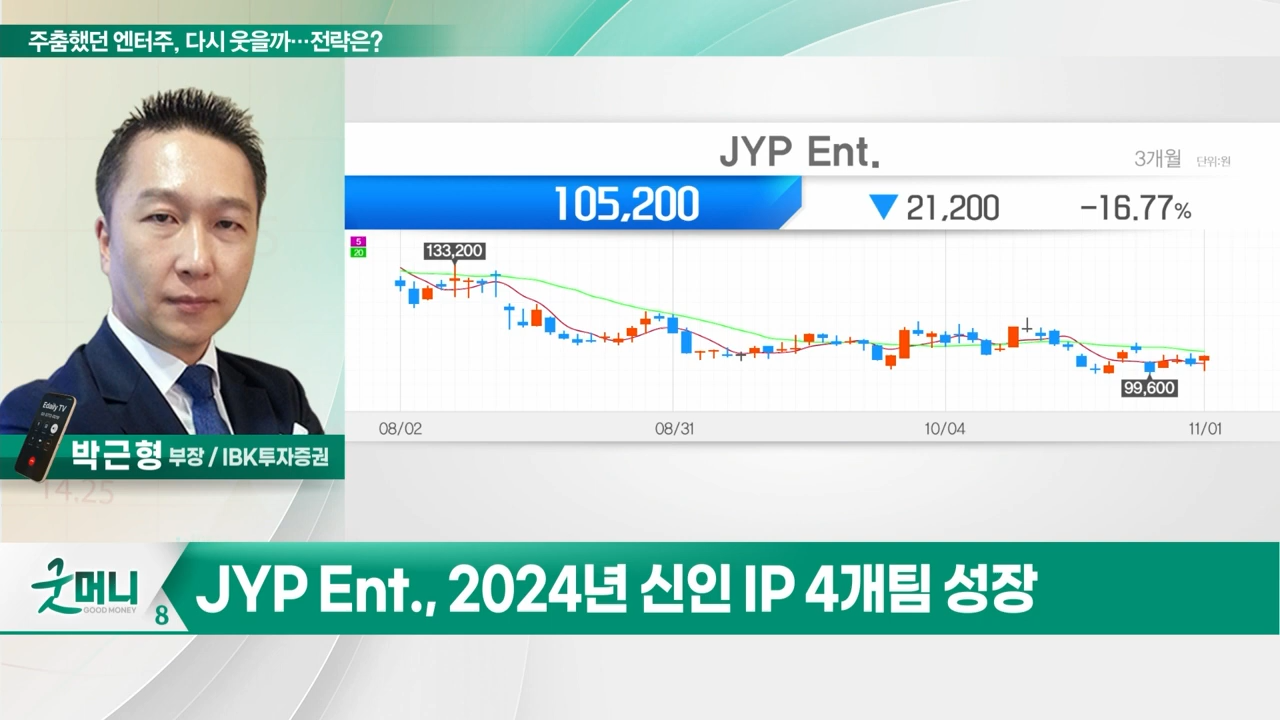 주춤했던 엔터주, 다시 웃을까…전략은?
JYP Ent.
3개월 단위:원
105,200 ▼ 21,200 -16.77%
5
20
133,200
99,600
08/02 08/31 10/04 11/01
Edaily TV
박근형 부장 / IBK투자증권
14.25
굿머니
GOOD MONEY
8
JYP Ent., 2024년 신인 IP 4개팀 성장